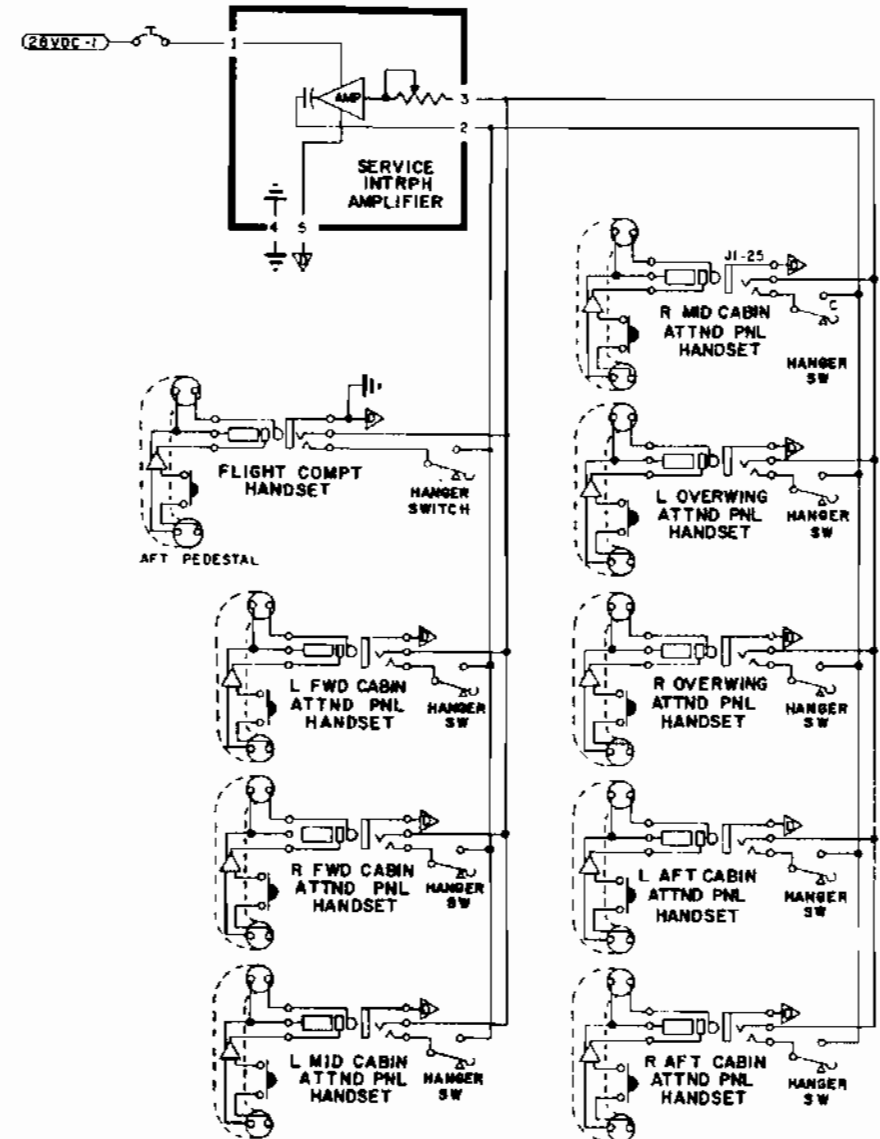 28VDC-1
T
1
AMP
3
2
SERVICE
INTRPH
AMPLIFIER
4 5
J1-25
C
R MID CABIN
ATTND PNL
HANDSET
HANGER
SW
FLIGHT COMPT
HANDSET
HANGER
SWITCH
AFT PEDESTAL
L OVERWING
ATTND PNL
HANDSET
HANGER
SW
L FWD CABIN
ATTND PNL
HANDSET
HANGER
SW
R OVERWING
ATTND PNL
HANDSET
HANGER
SW
R FWD CABIN
ATTND PNL
HANDSET
HANGER
SW
L AFT CABIN
ATTND PNL
HANDSET
HANGER
SW
L MID CABIN
ATTND PNL
HANDSET
HANGER
SW
R AFT CABIN
ATTND PNL
HANDSET
HANGER
SW